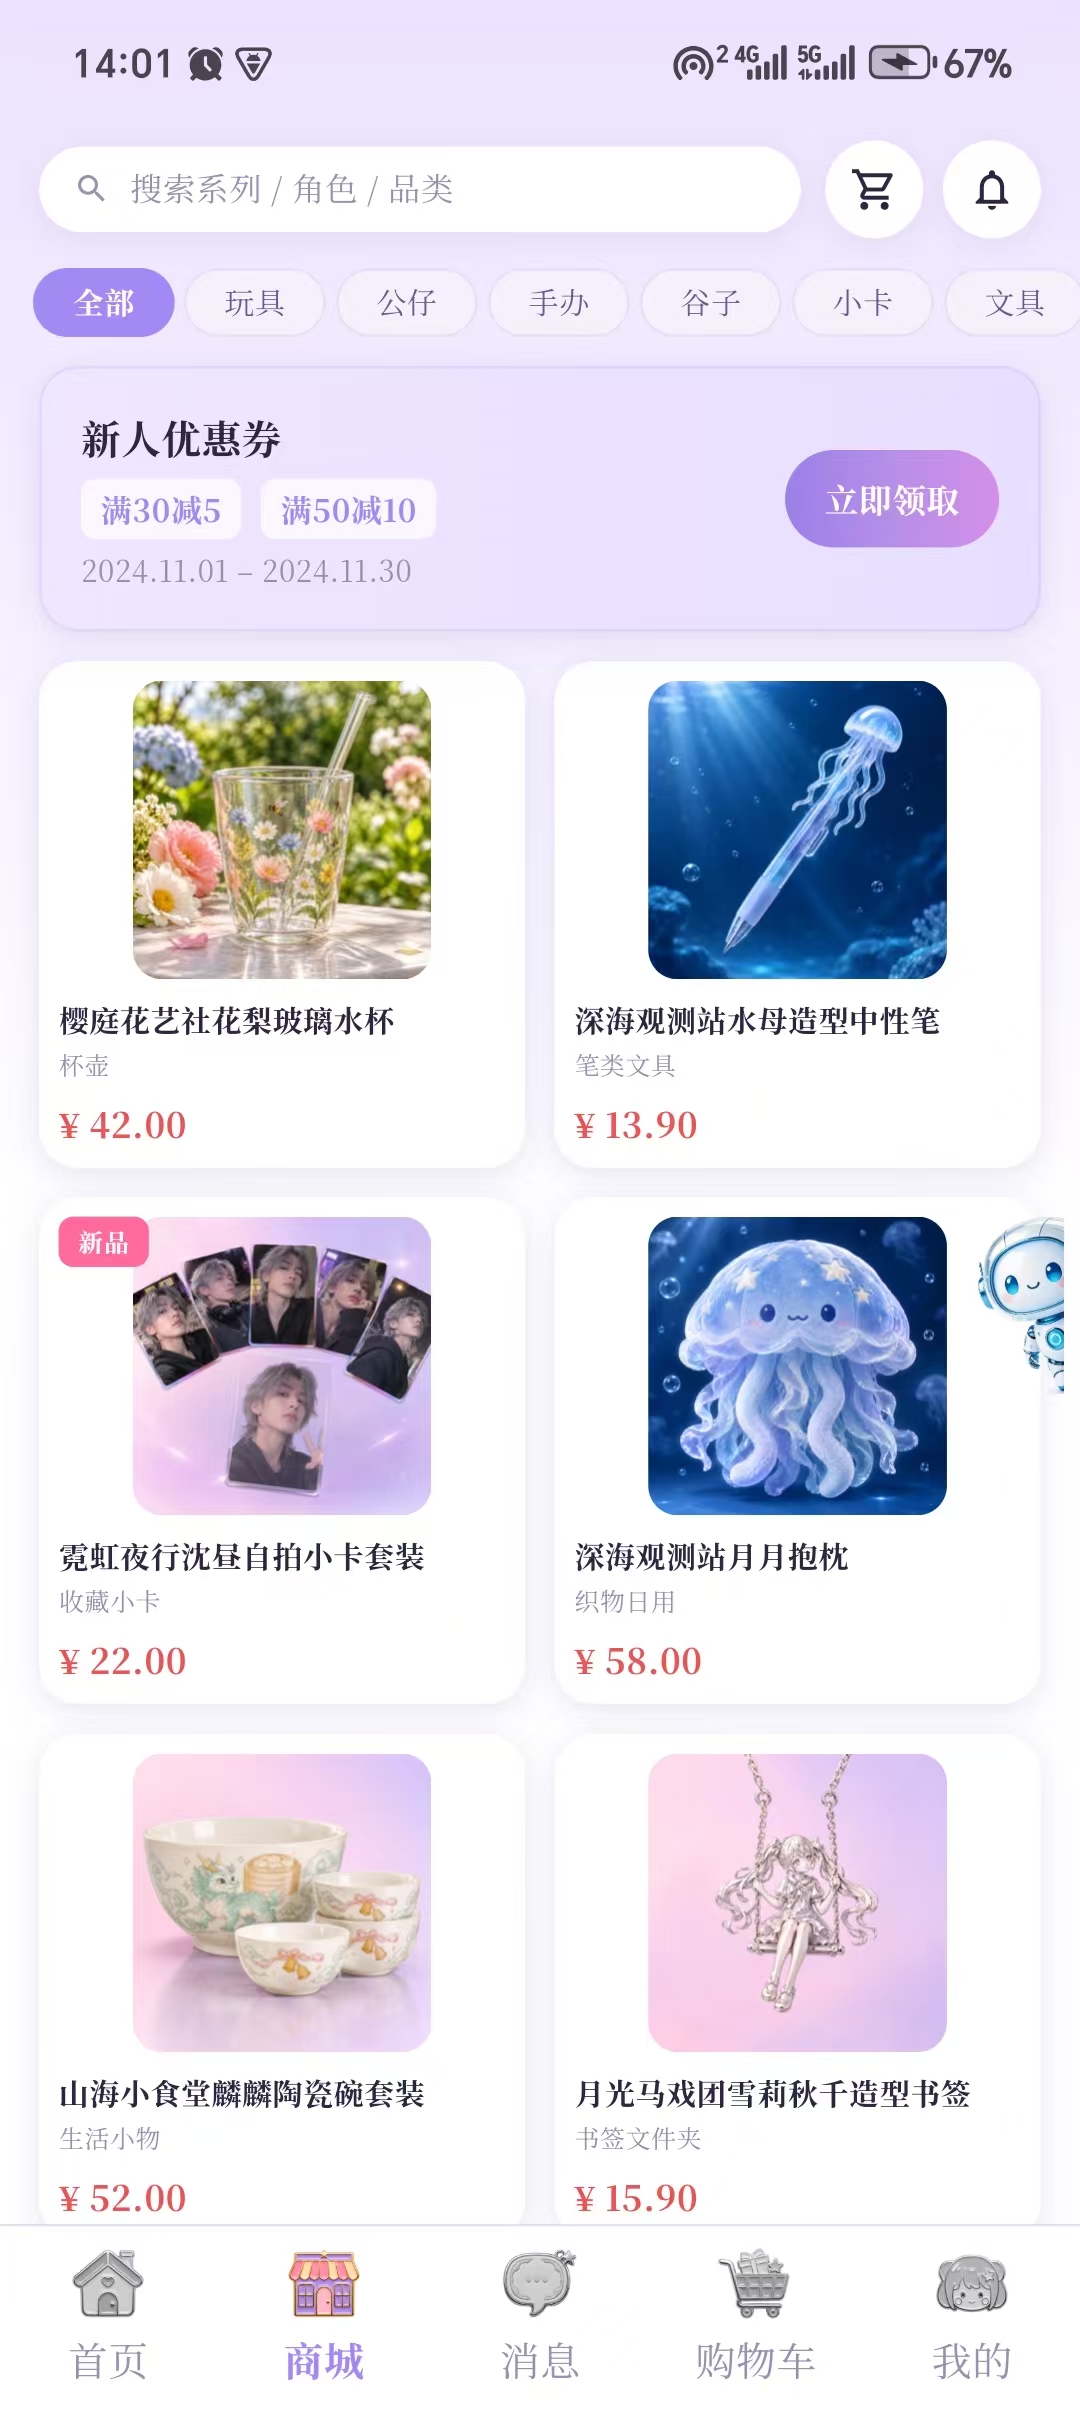 14:01
2 4G 5G 67%
搜索系列 / 角色 / 品类
全部 玩具 公仔 手办 谷子 小卡 文具
新人优惠券
满30减5 满50减10
立即领取
2024.11.01 – 2024.11.30
樱庭花艺社花梨玻璃水杯
杯壶
¥ 42.00
深海观测站水母造型中性笔
笔类文具
¥ 13.90
新品
霓虹夜行沈昼自拍小卡套装
收藏小卡
¥ 22.00
深海观测站月月抱枕
织物日用
¥ 58.00
山海小食堂麟麟陶瓷碗套装
生活小物
¥ 52.00
月光马戏团雪莉秋千造型书签
书签文件夹
¥ 15.90
首页 商城 消息 购物车 我的